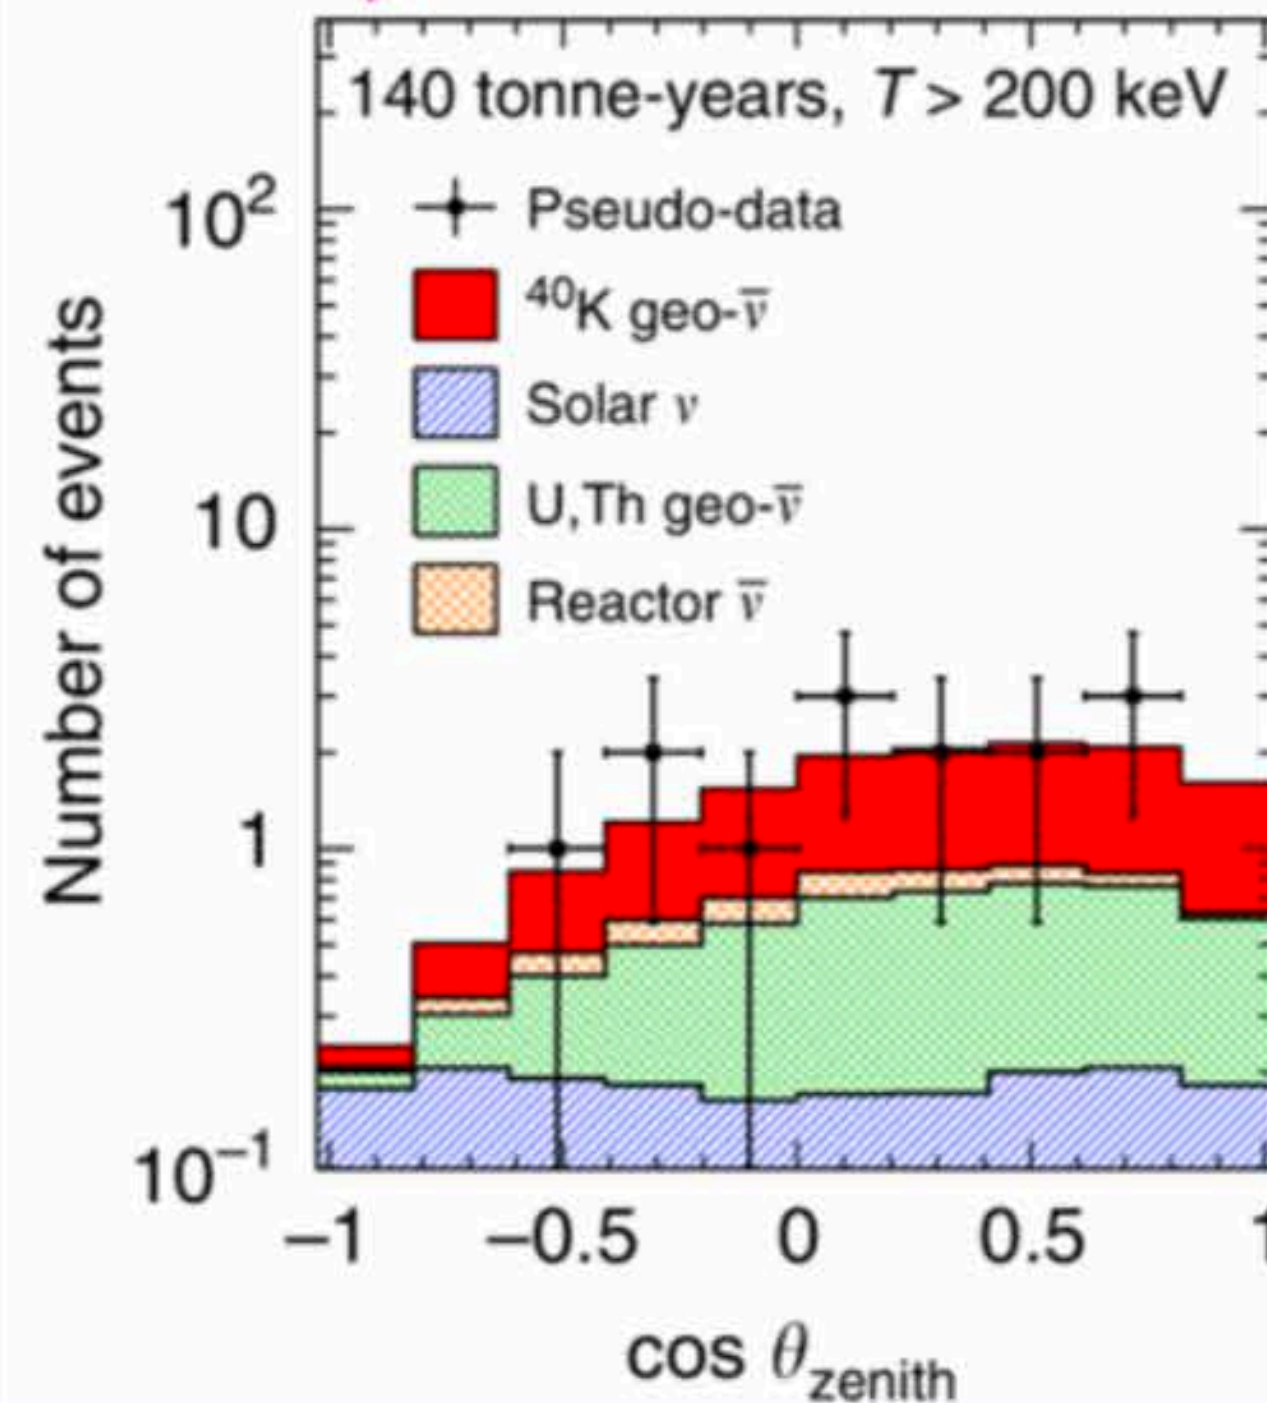 140 tonne-years, T > 200 keV
Pseudo-data
⁴⁰K geo-ν̅
Solar ν
U,Th geo-ν̅
Reactor ν̅
Number of events
10²
10
1
10⁻¹
−1 −0.5 0 0.5 1
cos θzenith